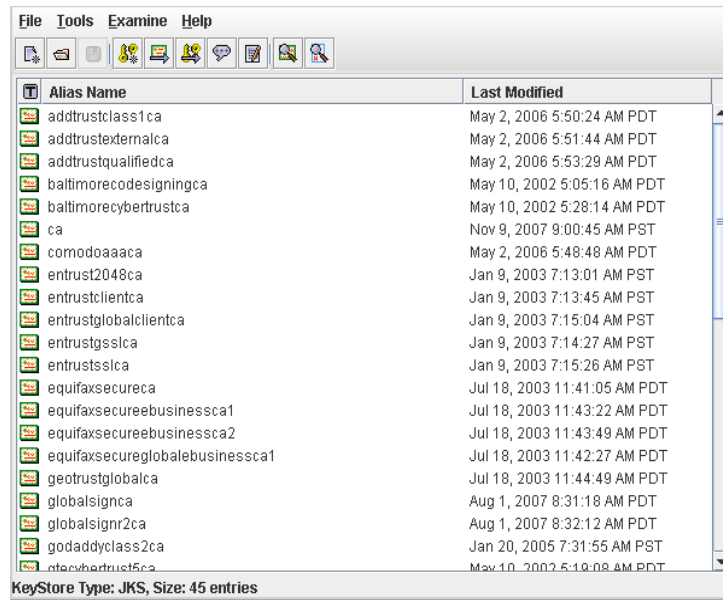 File Tools Examine Help
T Alias Name Last Modified
addtrustclass1ca May 2, 2006 5:50:24 AM PDT
addtrustexternalca May 2, 2006 5:51:44 AM PDT
addtrustqualifiedca May 2, 2006 5:53:29 AM PDT
baltimorecodesigningca May 10, 2002 5:05:16 AM PDT
baltimorecybertrustca May 10, 2002 5:28:14 AM PDT
ca Nov 9, 2007 9:00:45 AM PST
comodoaaaca May 2, 2006 5:48:48 AM PDT
entrust2048ca Jan 9, 2003 7:13:01 AM PST
entrustclientca Jan 9, 2003 7:13:45 AM PST
entrustglobalclientca Jan 9, 2003 7:15:04 AM PST
entrustgsslca Jan 9, 2003 7:14:27 AM PST
entrustsslca Jan 9, 2003 7:15:26 AM PST
equifaxsecureca Jul 18, 2003 11:41:05 AM PDT
equifaxsecureebusinessca1 Jul 18, 2003 11:43:22 AM PDT
equifaxsecureebusinessca2 Jul 18, 2003 11:43:49 AM PDT
equifaxsecureglobalebusinessca1 Jul 18, 2003 11:42:27 AM PDT
geotrustglobalca Jul 18, 2003 11:44:49 AM PDT
globalsignca Aug 1, 2007 8:31:18 AM PDT
globalsignr2ca Aug 1, 2007 8:32:12 AM PDT
godaddyclass2ca Jan 20, 2005 7:31:55 AM PST
gtecybertrust5ca May 10, 2002 5:19:08 AM PDT
KeyStore Type: JKS, Size: 45 entries